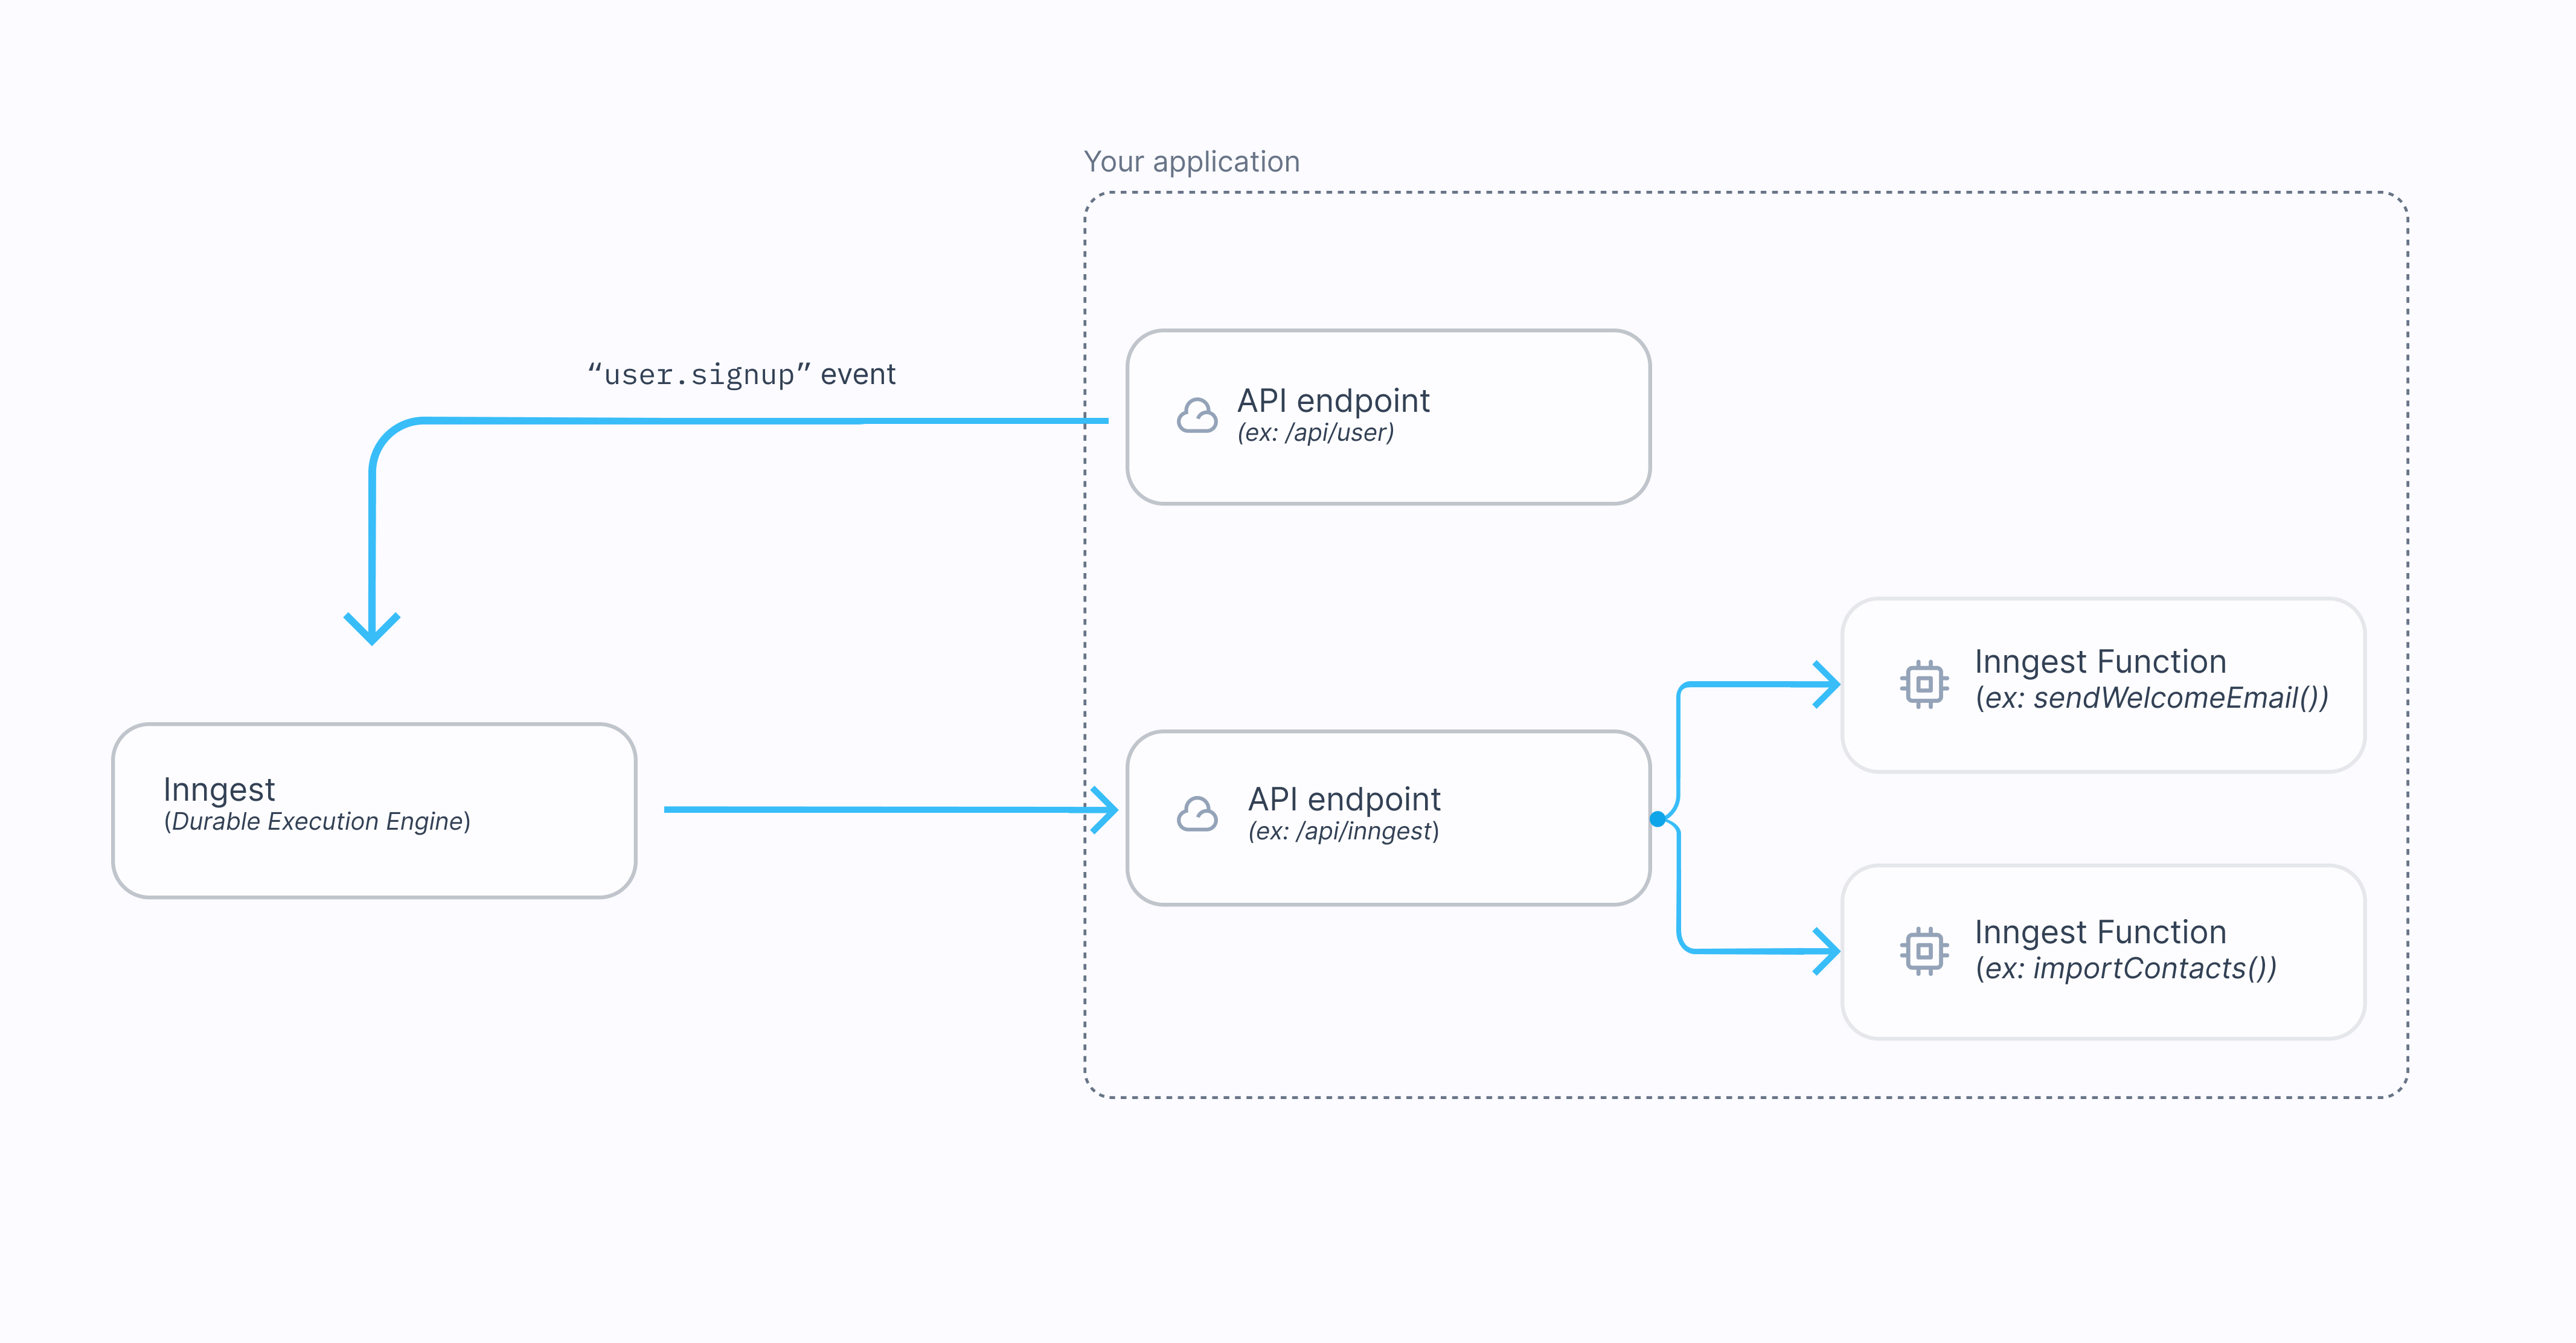 Your application
“user.signup” event
API endpoint
(ex: /api/user)
Inngest
(Durable Execution Engine)
API endpoint
(ex: /api/inngest)
Inngest Function
(ex: sendWelcomeEmail())
Inngest Function
(ex: importContacts())